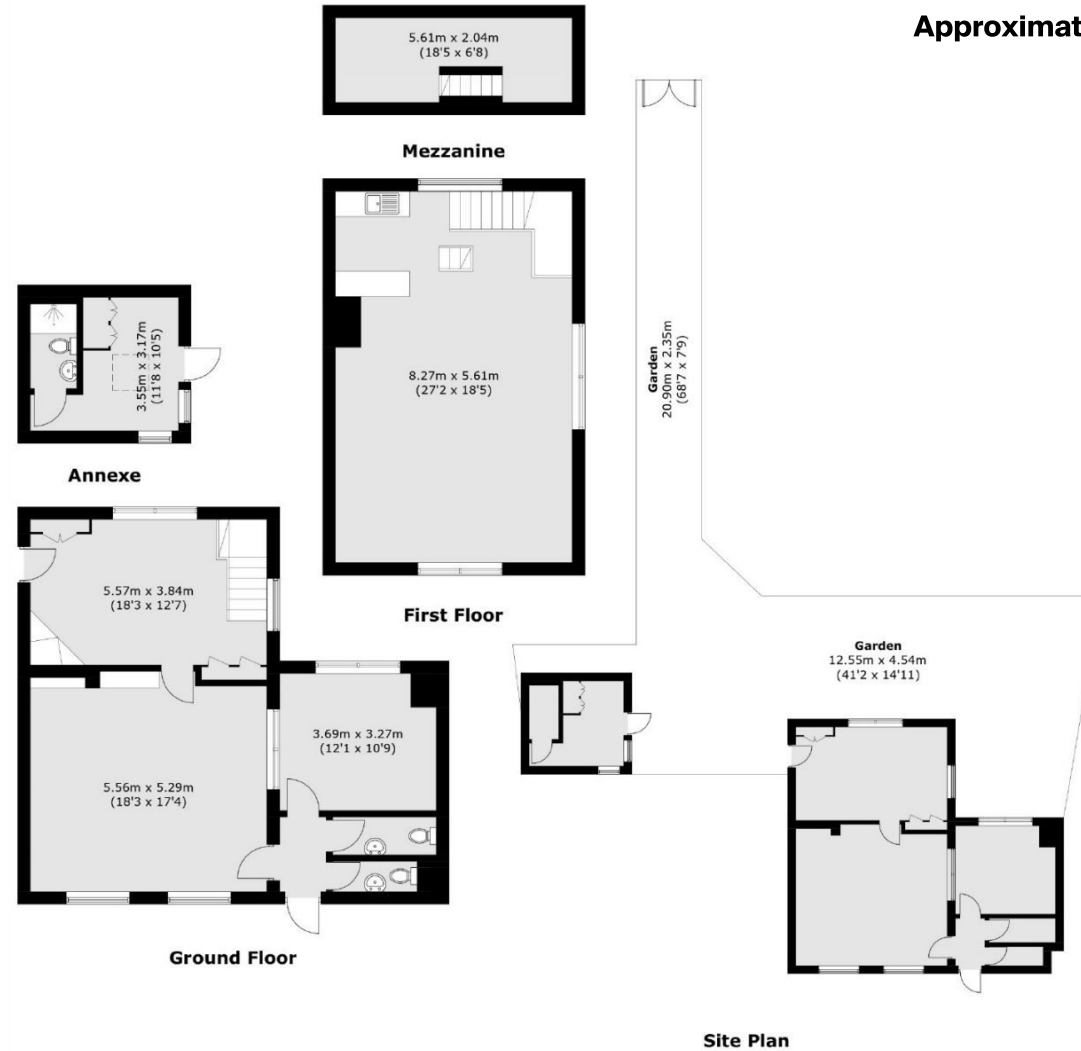 Approximat
5.61m x 2.04m
(18'5 x 6'8)
Mezzanine
8.27m x 5.61m
(27'2 x 18'5)
First Floor
3.55m x 3.17m
(11'8 x 10'5)
Annexe
5.57m x 3.84m
(18'3 x 12'7)
5.56m x 5.29m
(18'3 x 17'4)
3.69m x 3.27m
(12'1 x 10'9)
Ground Floor
Garden
20.90m x 2.35m
(68'7 x 7'9)
Garden
12.55m x 4.54m
(41'2 x 14'11)
Site Plan